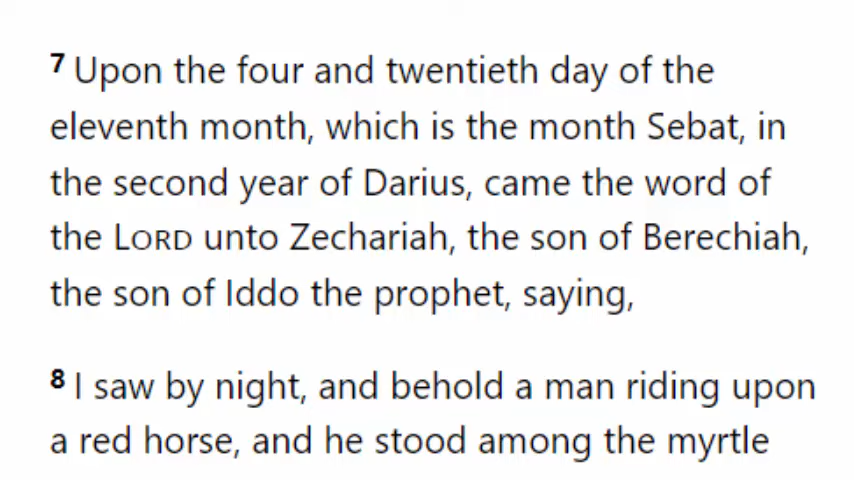 7 Upon the four and twentieth day of the
eleventh month, which is the month Sebat, in
the second year of Darius, came the word of
the LORD unto Zechariah, the son of Berechiah,
the son of Iddo the prophet, saying,
8 I saw by night, and behold a man riding upon
a red horse, and he stood among the myrtle